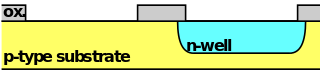 ox.
n-well
p-type substrate